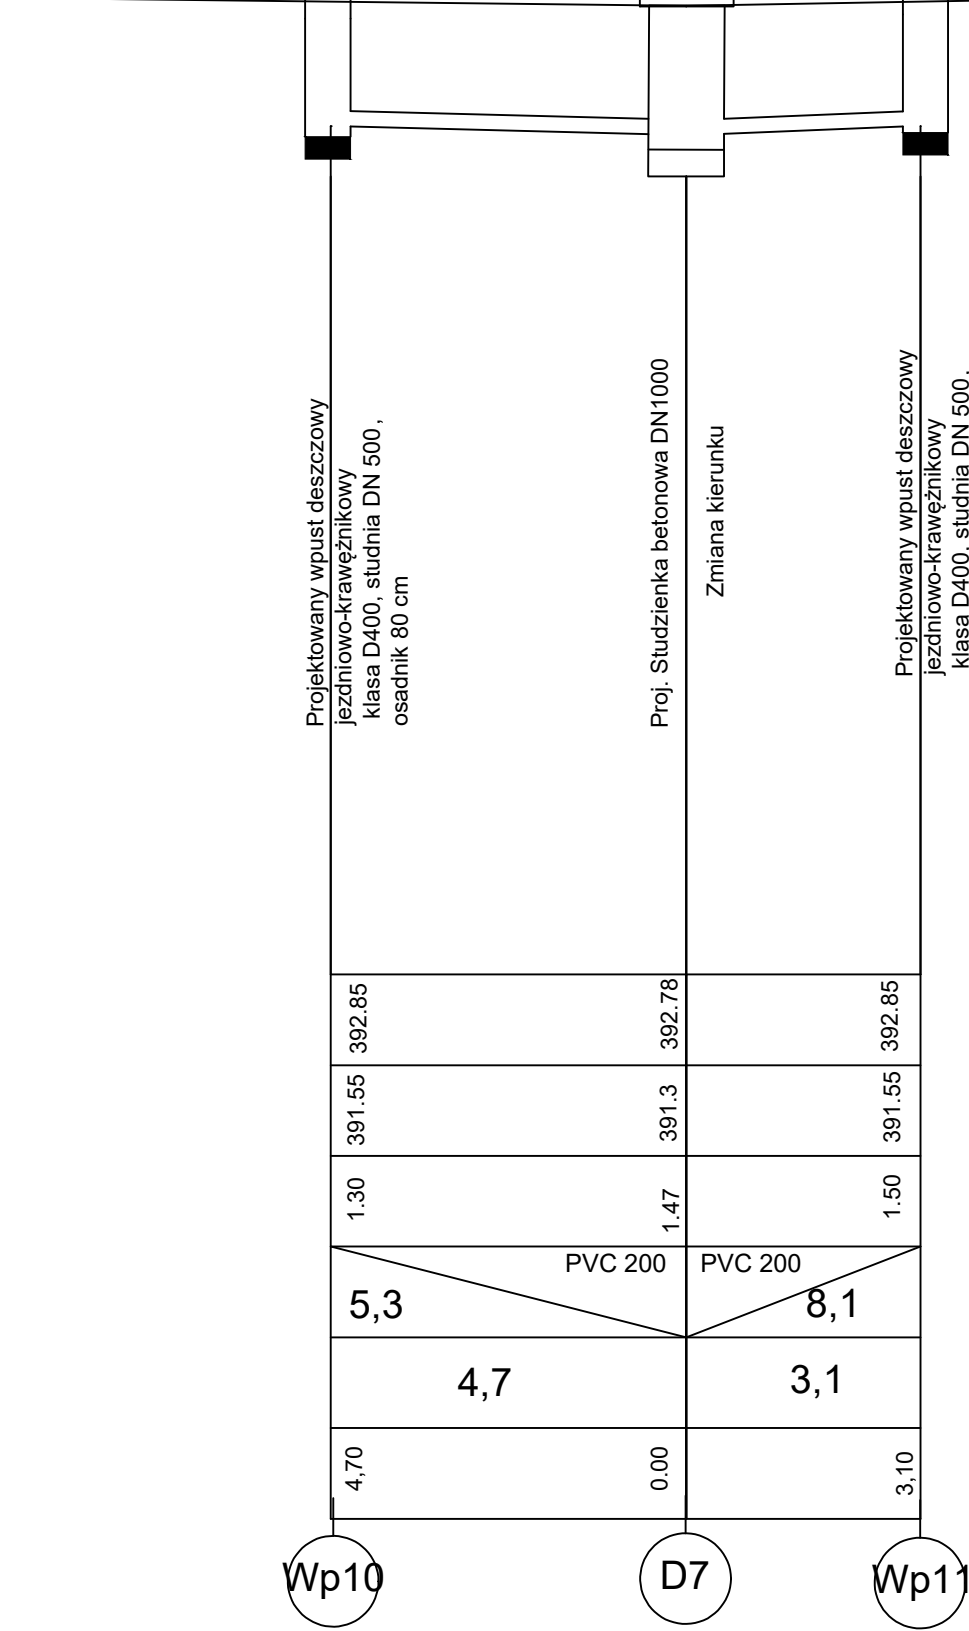 Projektowany wpust deszczowy
jezdniowo-krawężnikowy
klasa D400, studnia DN 500,
osadnik 80 cm
Proj. Studzienka betonowa DN1000
Zmiana kierunku
Projektowany wpust deszczowy
jezdniowo-krawężnikowy
klasa D400, studnia DN 500,
392.85 392.78 392.85
391.55 391.3 391.55
1.30 1.47 1.50
PVC 200 PVC 200
5,3 8,1
4,7 3,1
4,70 0.00 3,10
Wp10 D7 Wp11